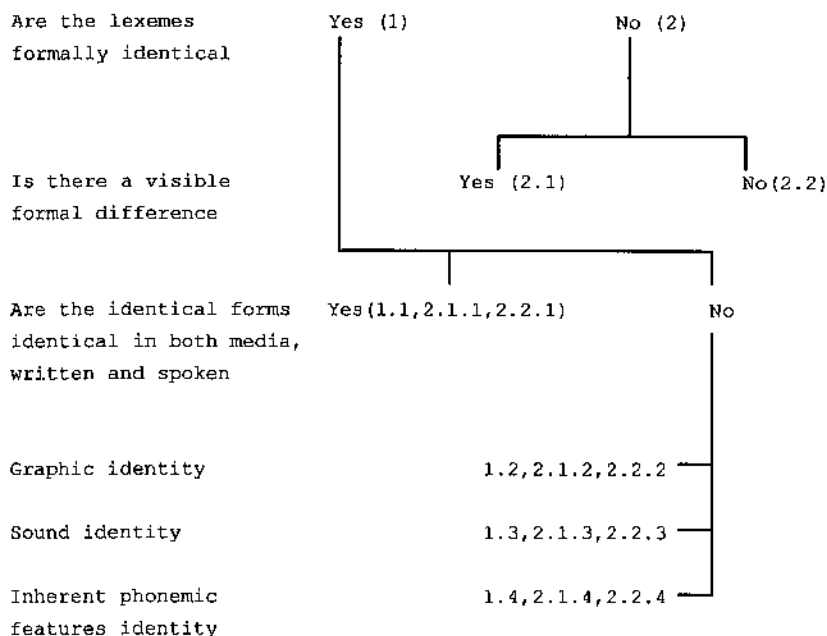 Are the lexemes Yes (1) No (2)
formally identical
Is there a visible Yes (2.1) No(2.2)
formal difference
Are the identical forms Yes(1.1,2.1.1,2.2.1) No
identical in both media,
written and spoken
Graphic identity 1.2,2.1.2,2.2.2
Sound identity 1.3,2.1.3,2.2.3
Inherent phonemic 1.4,2.1.4,2.2.4
features identity